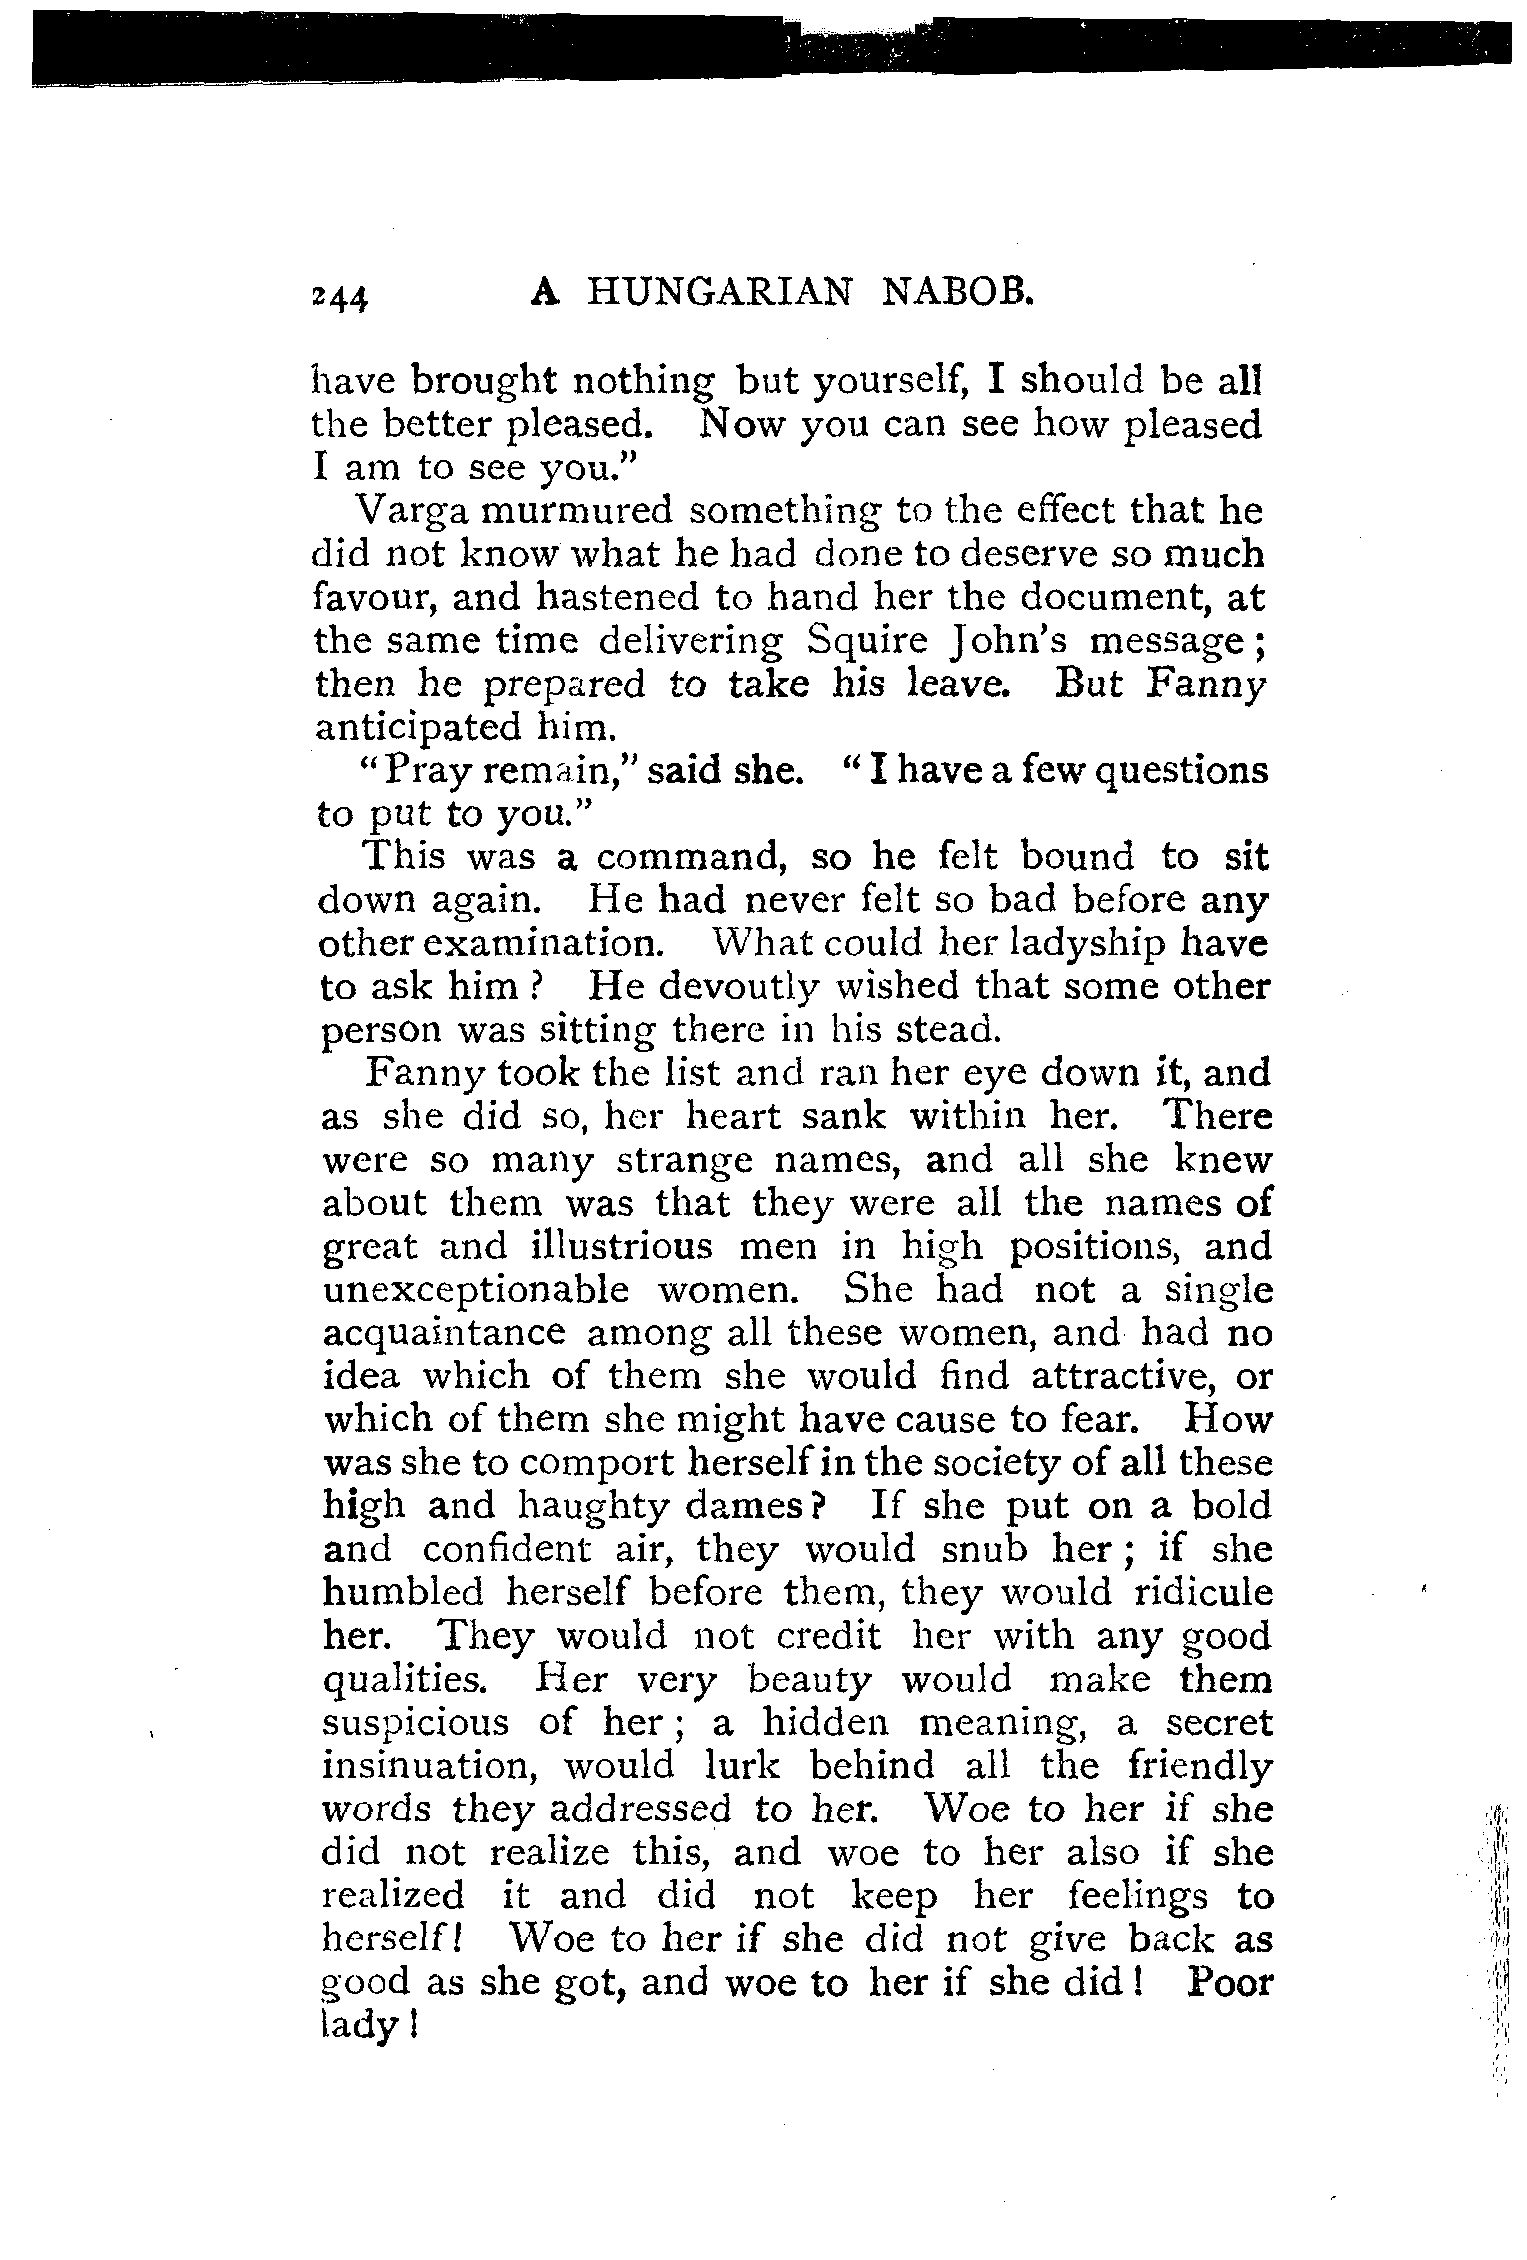 244 A HUNGARIAN NABOB.
have brought nothing but yourself, I should be all
the better pleased. Now you can see how pleased
I am to see you."
Varga murmured something to the effect that he
did not know what he had done to deserve so much
favour, and hastened to hand her the document, at
the same time delivering Squire John's message;
then he prepared to take his leave. But Fanny
anticipated him.
"Pray remain," said she. "I have a few questions
to put to you."
This was a command, so he felt bound to sit
down again. He had never felt so bad before any
other examination. What could her ladyship have
to ask him? He devoutly wished that some other
person was sitting there in his stead.
Fanny took the list and ran her eye down it, and
as she did so, her heart sank within her. There
were so many strange names, and all she knew
about them was that they were all the names of
great and illustrious men in high positions, and
unexceptionable women. She had not a single
acquaintance among all these women, and had no
idea which of them she would find attractive, or
which of them she might have cause to fear. How
was she to comport herself in the society of all these
high and haughty dames? If she put on a bold
and confident air, they would snub her; if she
humbled herself before them, they would ridicule
her. They would not credit her with any good
qualities. Her very beauty would make them
suspicious of her; a hidden meaning, a secret
insinuation, would lurk behind all the friendly
words they addressed to her. Woe to her if she
did not realize this, and woe to her also if she
realized it and did not keep her feelings to
herself! Woe to her if she did not give back as
good as she got, and woe to her if she did! Poor
lady!